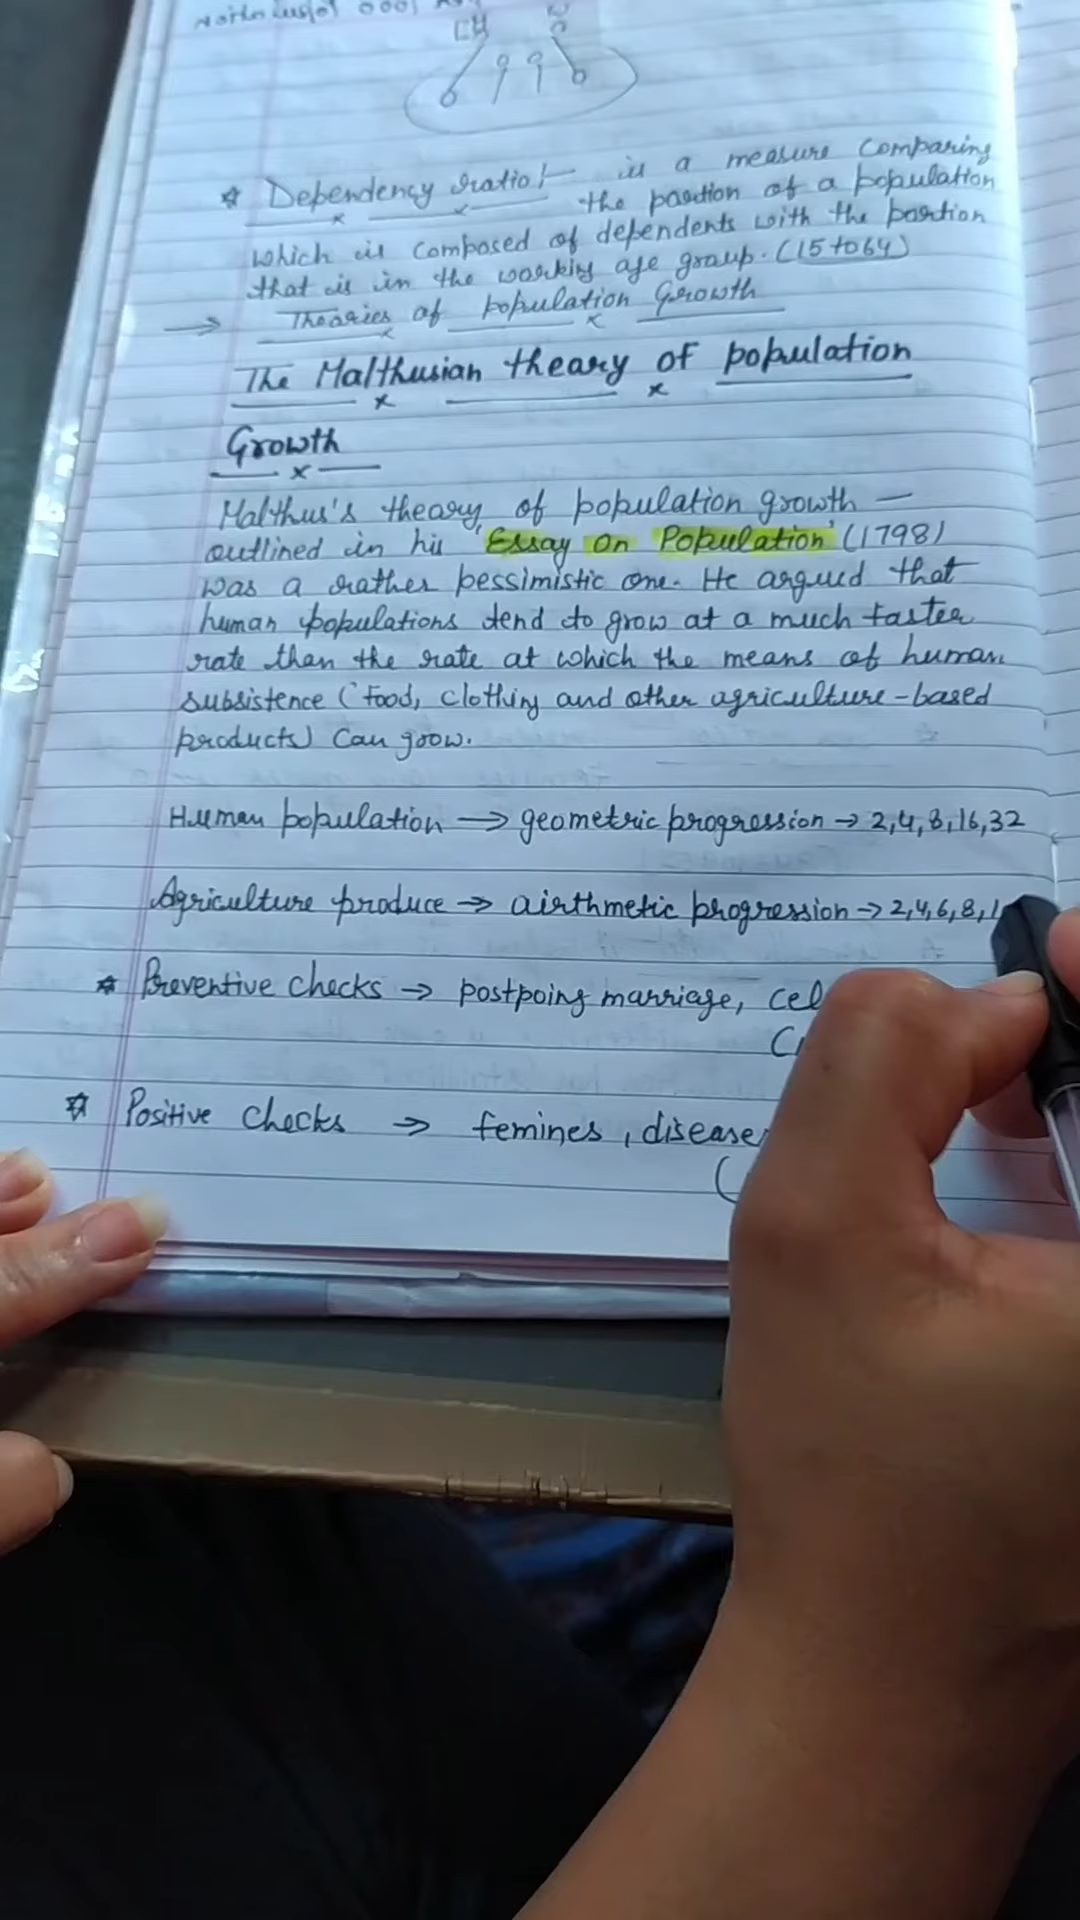 * Dependency ratio :- is a measure comparing
the portion of a population
which is composed of dependents with the portion
that is in the working age group. (15 to 64)
→ Theories of population Growth
The Malthusian theory of population
Growth
Malthus's theory of population growth —
outlined in his 'Essay on Population' (1798)
was a rather pessimistic one. He argued that
human populations tend to grow at a much faster
rate than the rate at which the means of human
subsistence (food, clothing and other agriculture-based
products) can grow.
Human population → geometric progression → 2,4,8,16,32
Agriculture produce → airthmetic progression → 2,4,6,8,1
* Preventive checks → postpoing marriage, cel
(
* Positive checks → femines, disease
(